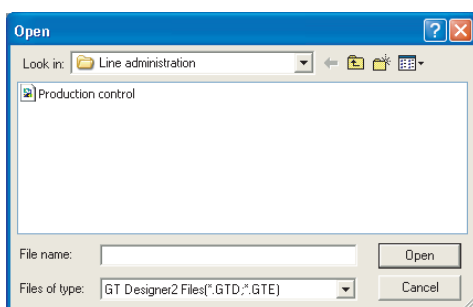 Open
Look in: Line administration
Production control
File name: Open
Files of type: GT Designer2 Files(*.GTD;*.GTE) Cancel